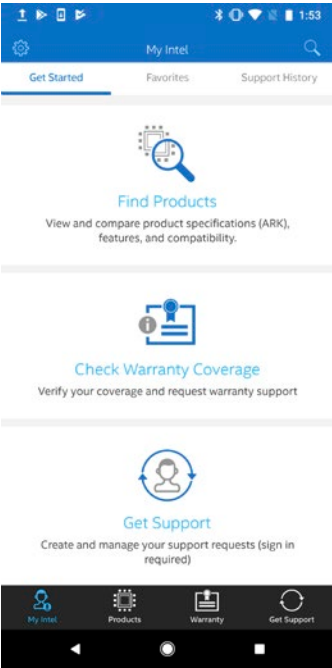 1:53
My Intel
Get Started Favorites Support History
Find Products
View and compare product specifications (ARK),
features, and compatibility.
Check Warranty Coverage
Verify your coverage and request warranty support
Get Support
Create and manage your support requests (sign in
required)
My Intel Products Warranty Get Support